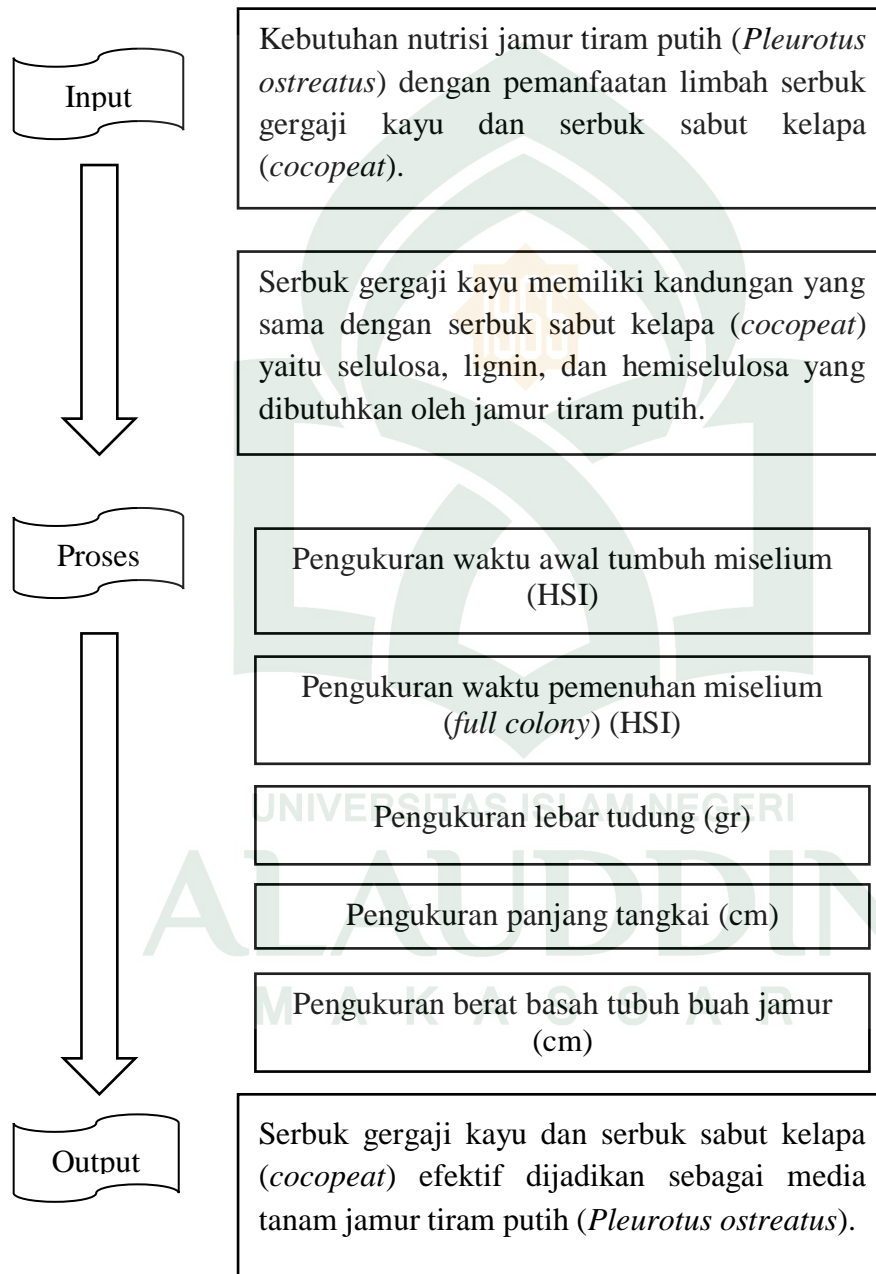 Input
Kebutuhan nutrisi jamur tiram putih (Pleurotus
ostreatus) dengan pemanfaatan limbah serbuk
gergaji kayu dan serbuk sabut kelapa
(cocopeat).
Serbuk gergaji kayu memiliki kandungan yang
sama dengan serbuk sabut kelapa (cocopeat)
yaitu selulosa, lignin, dan hemiselulosa yang
dibutuhkan oleh jamur tiram putih.
Proses
Pengukuran waktu awal tumbuh miselium
(HSI)
Pengukuran waktu pemenuhan miselium
(full colony) (HSI)
UNIVERSITAS ISLAM NEGERI
Pengukuran lebar tudung (gr)
ALAUDDIN
Pengukuran panjang tangkai (cm)
MAKASSAR
Pengukuran berat basah tubuh buah jamur
(cm)
Output
Serbuk gergaji kayu dan serbuk sabut kelapa
(cocopeat) efektif dijadikan sebagai media
tanam jamur tiram putih (Pleurotus ostreatus).